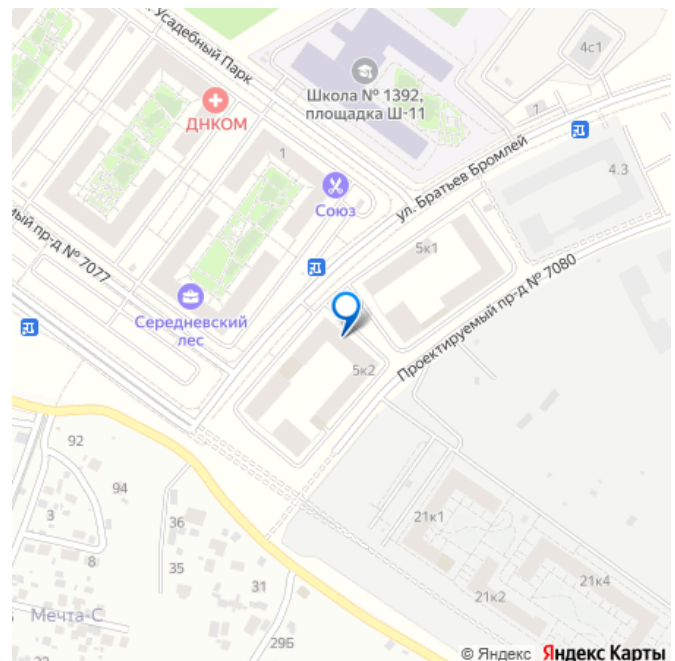 Усадебный Парк
4с1
Школа № 1392,
площадка Ш-11
ДНКОМ
1
1
Союз
ул. Братьев Бромлей
4.3
5к1
Проектируемый пр-д № 7080
мый пр-д № 7077
Середневский
лес
5к2
92
94
3
36
8
35
31
29Б
Мечта-С
21к1
21к2
21к4
© Яндекс Яндекс Карты